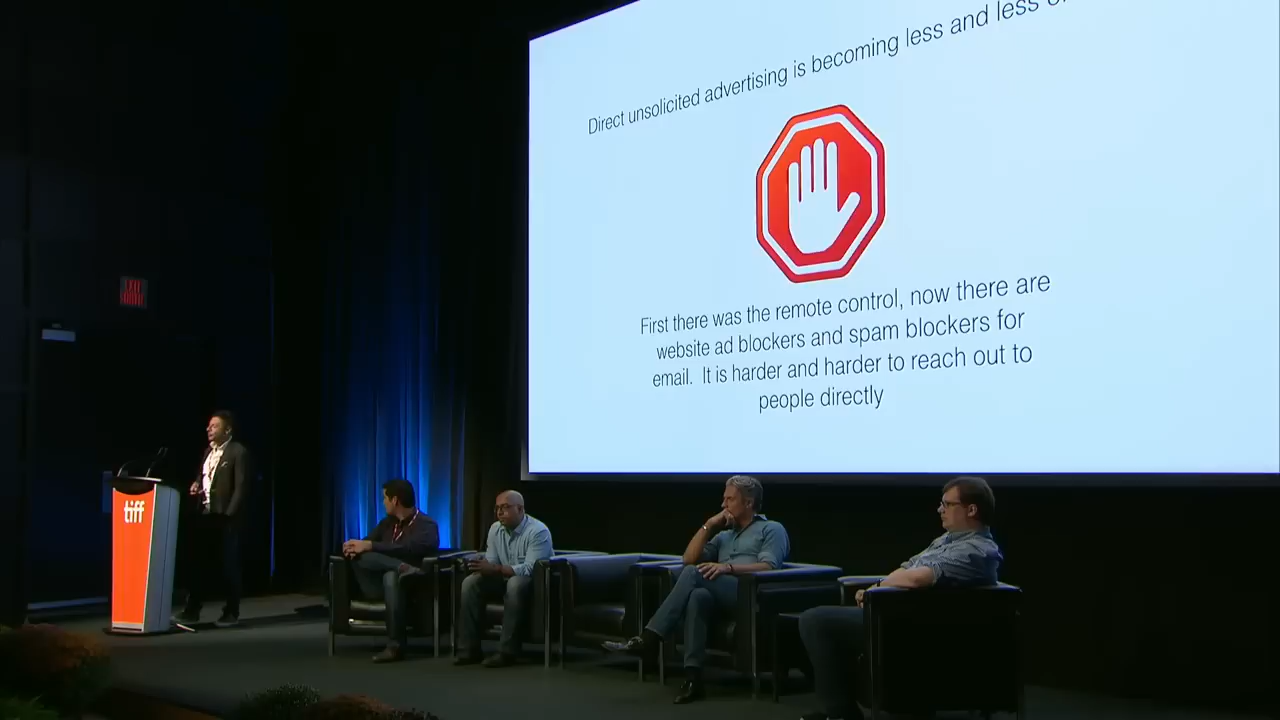 Direct unsolicited advertising is becoming less and less
First there was the remote control, now there are
website ad blockers and spam blockers for
email. It is harder and harder to reach out to
people directly
EXIT
tiff